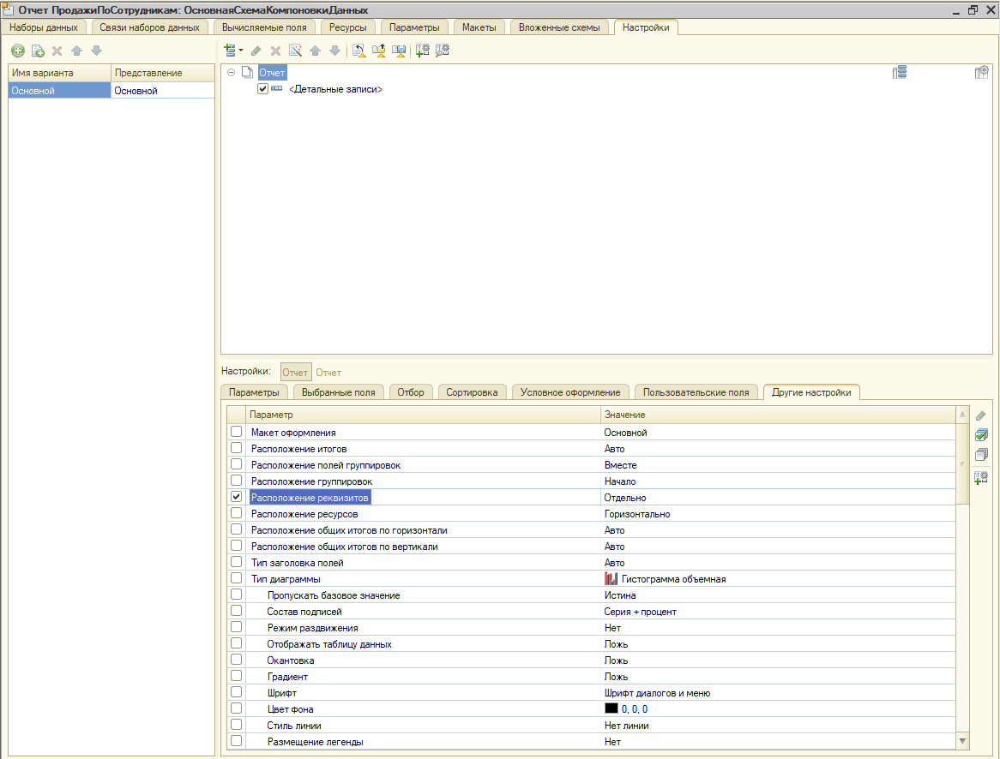 Отчет ПродажиПоСотрудникам: ОсновнаяСхемаКомпоновкиДанных
Наборы данных Связи наборов данных Вычисляемые поля Ресурсы Параметры Макеты Вложенные схемы Настройки
Имя варианта Представление
Основной Основной
Отчет
<Детальные записи>
Настройки: Отчет Отчет
Параметры Выбранные поля Отбор Сортировка Условное оформление Пользовательские поля Другие настройки
Параметр Значение
Макет оформления Основной
Расположение итогов Авто
Расположение полей группировок Вместе
Расположение группировок Начало
Расположение реквизитов Отдельно
Расположение ресурсов Горизонтально
Расположение общих итогов по горизонтали Авто
Расположение общих итогов по вертикали Авто
Тип заголовка полей Авто
Тип диаграммы Гистограмма объемная
Пропускать базовое значение Истина
Состав подписей Серия + процент
Режим раздвижения Нет
Отображать таблицу данных Ложь
Окантовка Ложь
Градиент Ложь
Шрифт Шрифт диалогов и меню
Цвет фона 0, 0, 0
Стиль линии Нет линии
Размещение легенды Нет